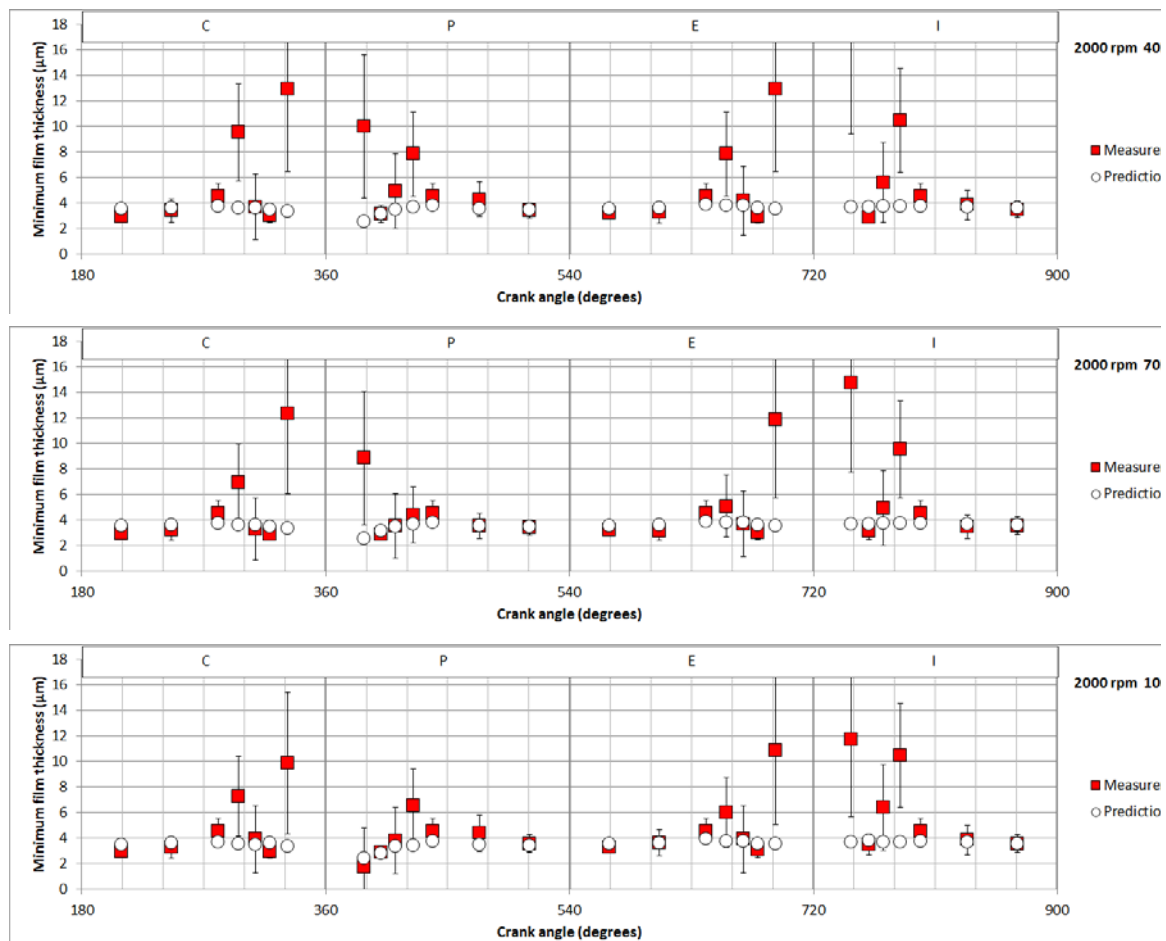 C P E I
18
16
14
12
10
8
6
4
2
0
Minimum film thickness (µm)
180 360 540 720 900
Crank angle (degrees)
2000 rpm 40
Measure
Predictio
C P E I
18
16
14
12
10
8
6
4
2
0
Minimum film thickness (µm)
180 360 540 720 900
Crank angle (degrees)
2000 rpm 70
Measure
Predictio
C P E I
18
16
14
12
10
8
6
4
2
0
Minimum film thickness (µm)
180 360 540 720 900
Crank angle (degrees)
2000 rpm 10
Measure
Predictio